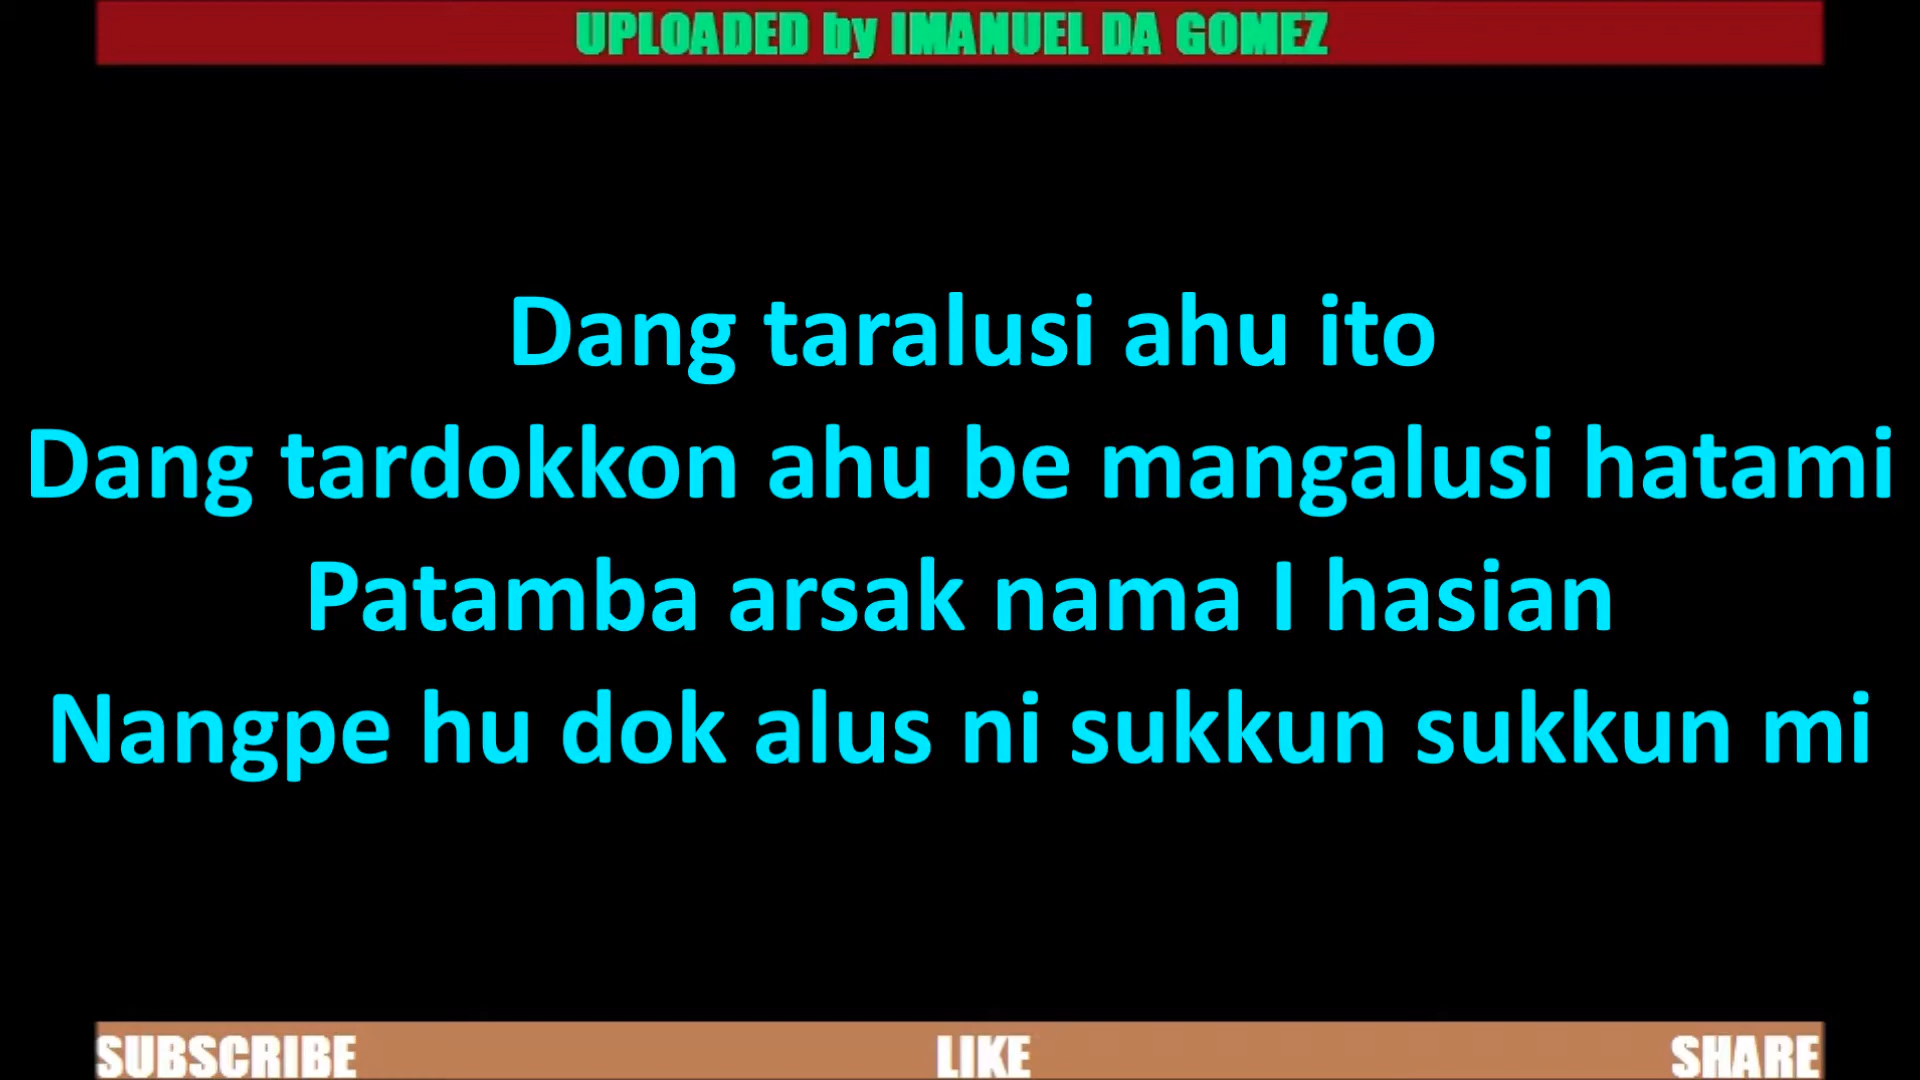 UPLOADED by IMANUEL DA GOMEZ
Dang taralusi ahu ito
Dang tardokkon ahu be mangalusi hatami
Patamba arsak nama I hasian
Nangpe hu dok alus ni sukkun sukkun mi
SUBSCRIBE LIKE SHARE